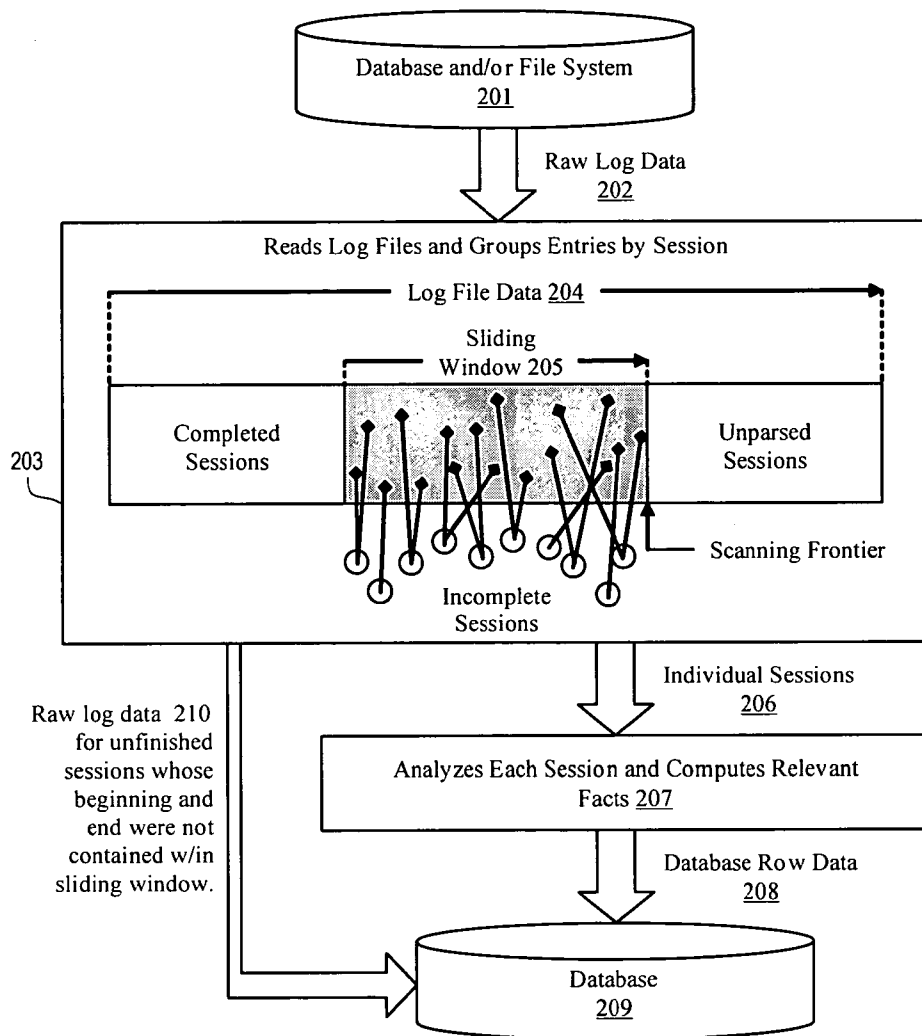 Database and/or File System
201
Raw Log Data
202
Reads Log Files and Groups Entries by Session
Log File Data 204
Sliding
Window 205
Completed
Sessions
Unparsed
Sessions
203
Scanning Frontier
Incomplete
Sessions
Individual Sessions
206
Raw log data 210
for unfinished
sessions whose
beginning and
end were not
contained w/in
sliding window.
Analyzes Each Session and Computes Relevant
Facts 207
Database Row Data
208
Database
209